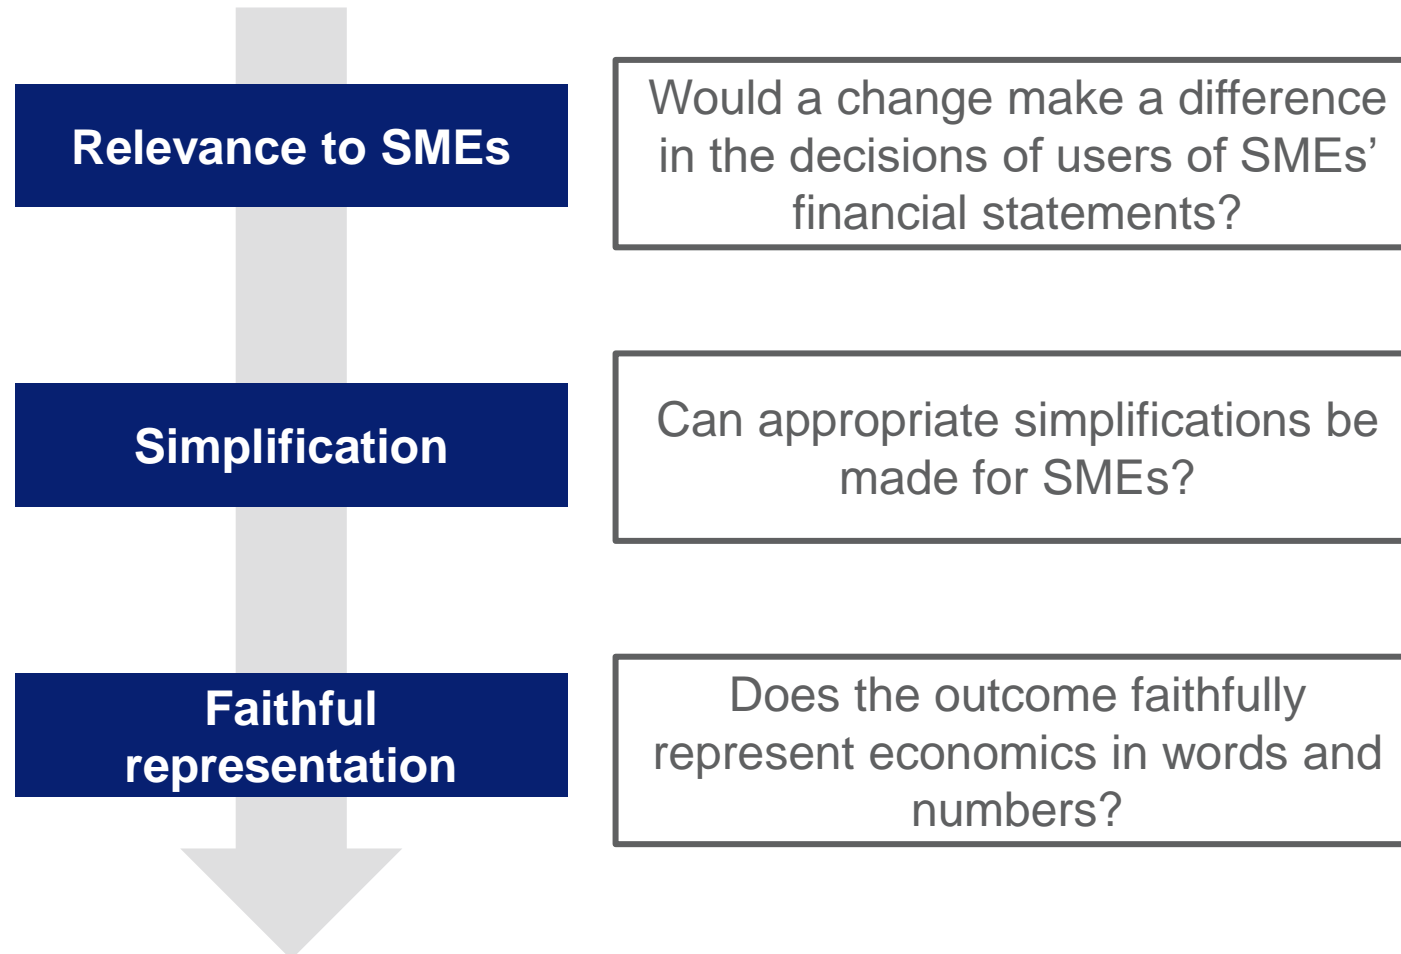 Relevance to SMEs
Would a change make a difference
in the decisions of users of SMEs’
financial statements?
Simplification
Can appropriate simplifications be
made for SMEs?
Faithful
representation
Does the outcome faithfully
represent economics in words and
numbers?